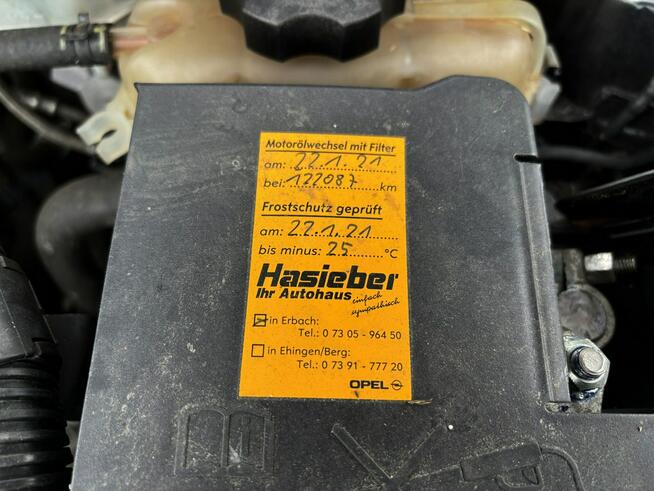 Motorölwechsel mit Filter
am: 22.1.21
bei: 122087 km
Frostschutz geprüft
am: 22.1.21
bis minus: 25 °C
Hasieber
Ihr Autohaus
einfach
sympathisch
in Erbach:
Tel.: 0 73 05 - 964 50
in Ehingen/Berg:
Tel.: 0 73 91 - 777 20
OPEL